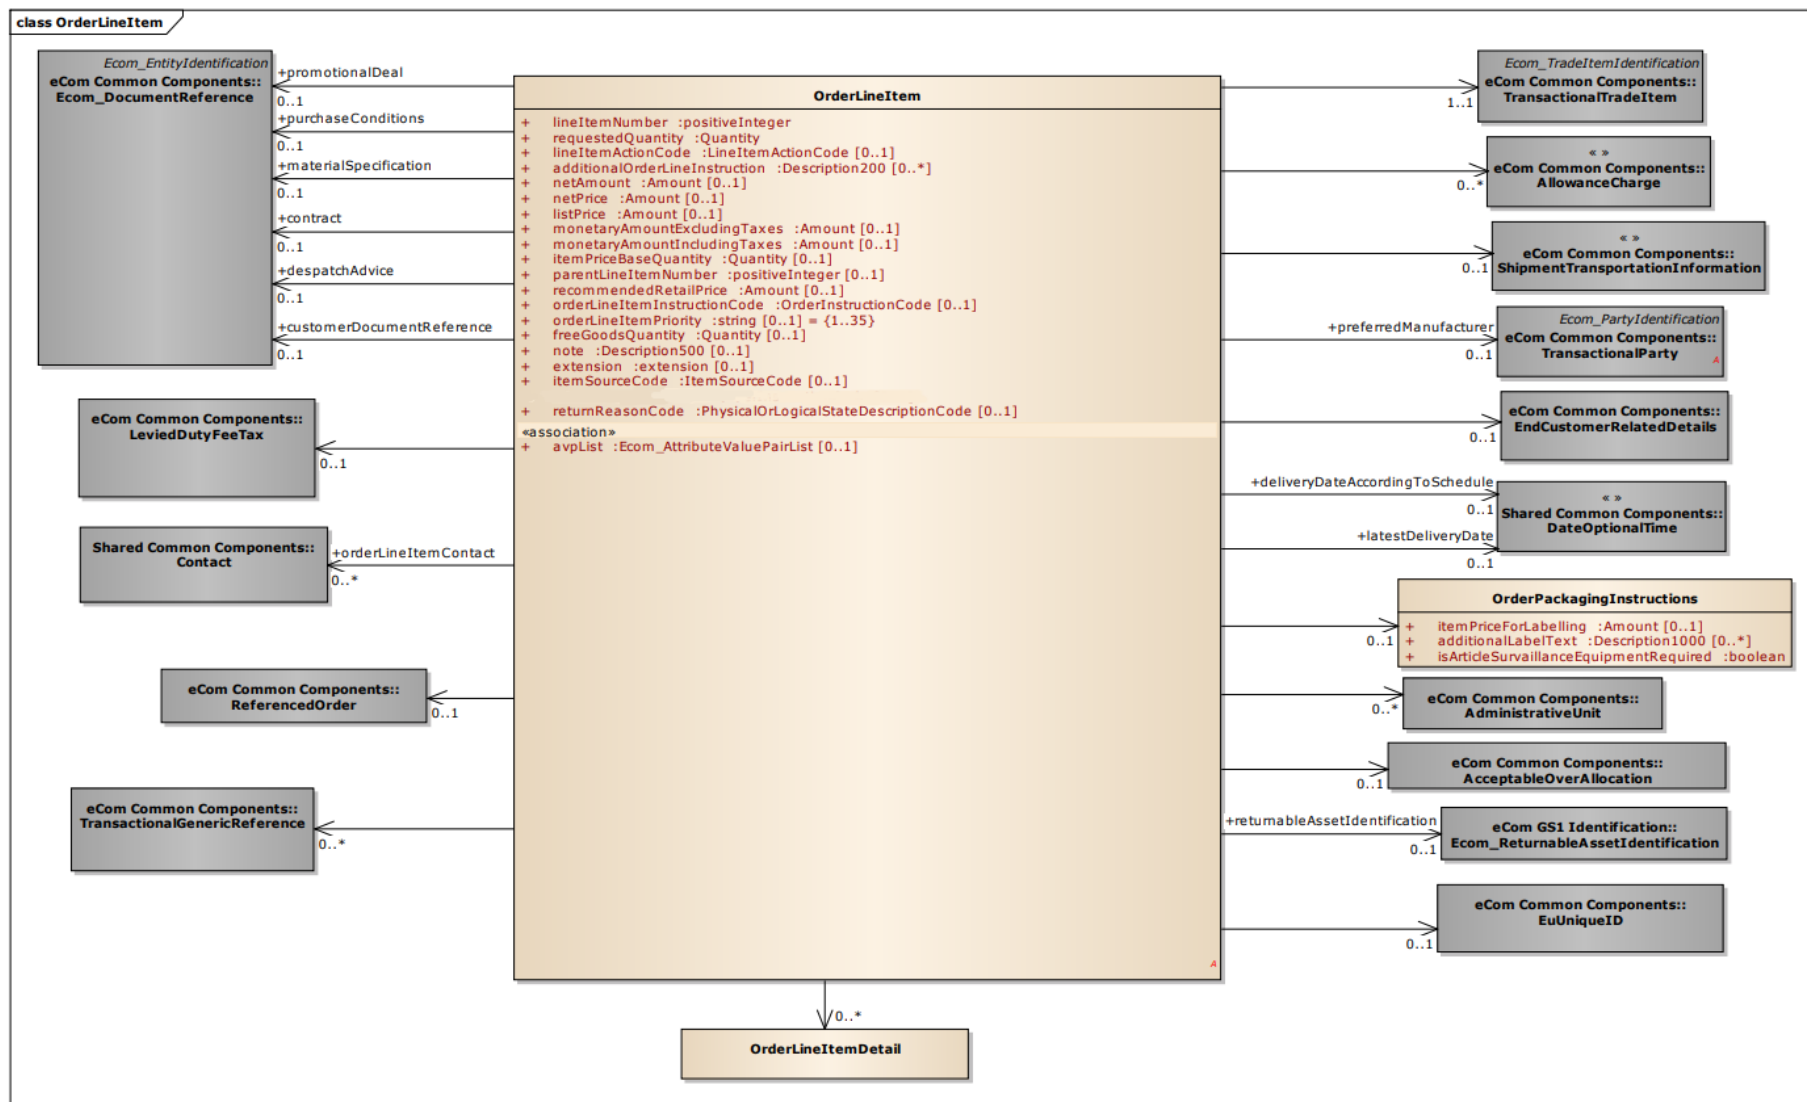 class OrderLineItem
Ecom_EntityIdentification
eCom Common Components::
Ecom_DocumentReference
+promotionalDeal
0..1
+purchaseConditions
0..1
+materialSpecification
0..1
+contract
0..1
+despatchAdvice
0..1
+customerDocumentReference
0..1
eCom Common Components::
LeviedDutyFeeTax
0..1
Shared Common Components::
Contact
+orderLineItemContact
0..*
eCom Common Components::
ReferencedOrder
0..1
eCom Common Components::
TransactionalGenericReference
0..*
OrderLineItem
+ lineItemNumber :positiveInteger
+ requestedQuantity :Quantity
+ lineItemActionCode :LineItemActionCode [0..1]
+ additionalOrderLineInstruction :Description200 [0..*]
+ netAmount :Amount [0..1]
+ netPrice :Amount [0..1]
+ listPrice :Amount [0..1]
+ monetaryAmountExcludingTaxes :Amount [0..1]
+ monetaryAmountIncludingTaxes :Amount [0..1]
+ itemPriceBaseQuantity :Quantity [0..1]
+ parentLineItemNumber :positiveInteger [0..1]
+ recommendedRetailPrice :Amount [0..1]
+ orderLineItemInstructionCode :OrderInstructionCode [0..1]
+ orderLineItemPriority :string [0..1] = {1..35}
+ freeGoodsQuantity :Quantity [0..1]
+ note :Description500 [0..1]
+ extension :extension [0..1]
+ itemSourceCode :ItemSourceCode [0..1]
+ returnReasonCode :PhysicalOrLogicalStateDescriptionCode [0..1]
«association»
+ avpList :Ecom_AttributeValuePairList [0..1]
A
0..*
OrderLineItemDetail
Ecom_TradeItemIdentification
eCom Common Components::
TransactionalTradeItem
1..1
« »
eCom Common Components::
AllowanceCharge
0..*
« »
eCom Common Components::
ShipmentTransportationInformation
0..1
+preferredManufacturer
0..1
Ecom_PartyIdentification
eCom Common Components::
TransactionalParty
A
eCom Common Components::
EndCustomerRelatedDetails
0..1
+deliveryDateAccordingToSchedule
0..1
« »
Shared Common Components::
DateOptionalTime
+latestDeliveryDate
0..1
OrderPackagingInstructions
+ itemPriceForLabelling :Amount [0..1]
+ additionalLabelText :Description1000 [0..*]
+ isArticleSurvaillanceEquipmentRequired :boolean
0..1
eCom Common Components::
AdministrativeUnit
0..*
eCom Common Components::
AcceptableOverAllocation
0..1
+returnableAssetIdentification
0..1
eCom GS1 Identification::
Ecom_ReturnableAssetIdentification
eCom Common Components::
EuUniqueID
0..1